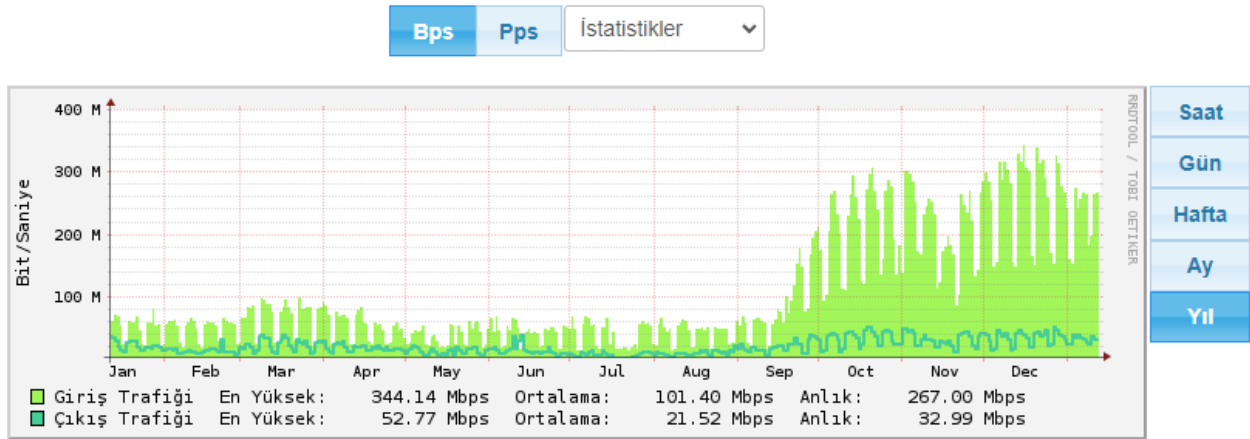 Bps Pps İstatistikler
400 M
300 M
200 M
100 M
Bit/Saniye
Jan Feb Mar Apr May Jun Jul Aug Sep Oct Nov Dec
Giriş Trafiği En Yüksek: 344.14 Mbps Ortalama: 101.40 Mbps Anlık: 267.00 Mbps
Çıkış Trafiği En Yüksek: 52.77 Mbps Ortalama: 21.52 Mbps Anlık: 32.99 Mbps
RRDTOOL / TOBI OETIKER
Saat
Gün
Hafta
Ay
Yıl